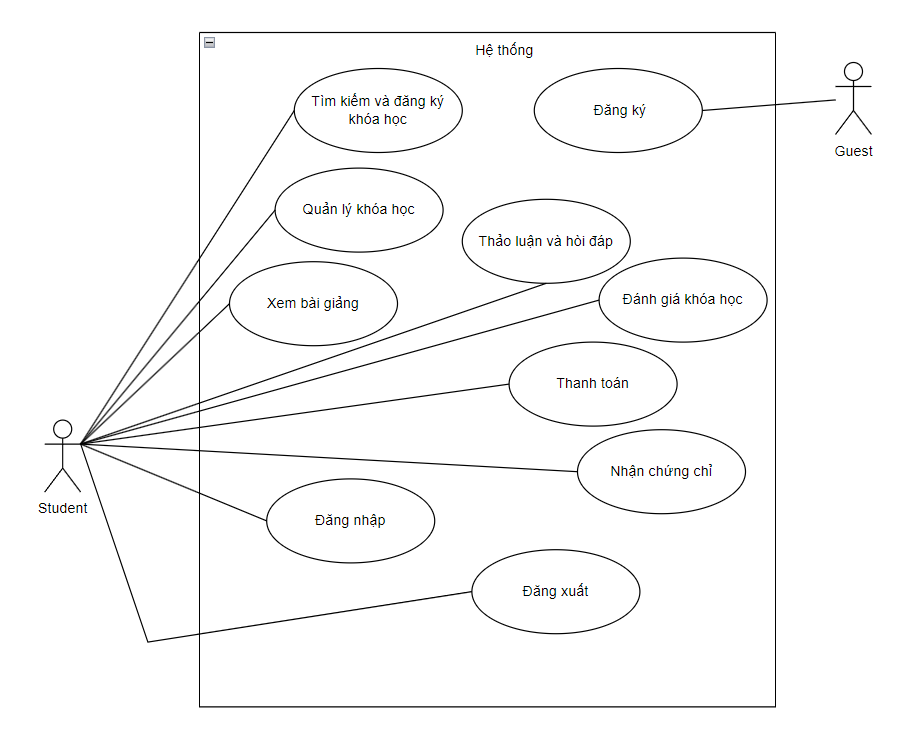 Hệ thống
Tìm kiếm và đăng ký
khóa học
Đăng ký
Guest
Quản lý khóa học
Thảo luận và hỏi đáp
Xem bài giảng
Đánh giá khóa học
Thanh toán
Nhận chứng chỉ
Student
Đăng nhập
Đăng xuất